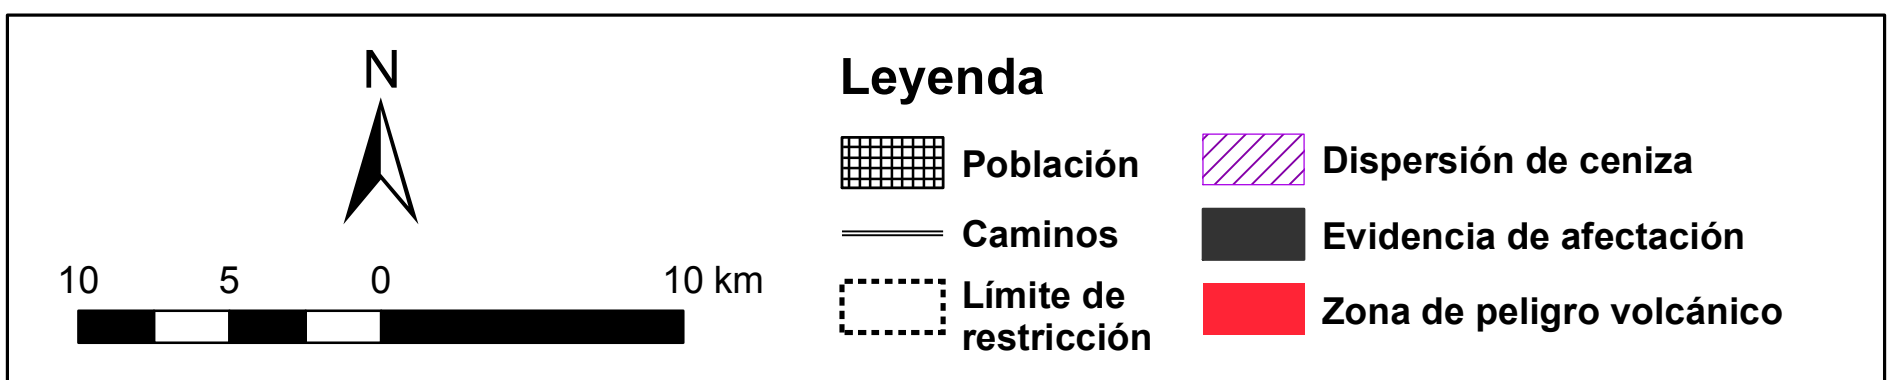 N
10 5 0 10 km
Leyenda
Población
Caminos
Límite de
restricción
Dispersión de ceniza
Evidencia de afectación
Zona de peligro volcánico